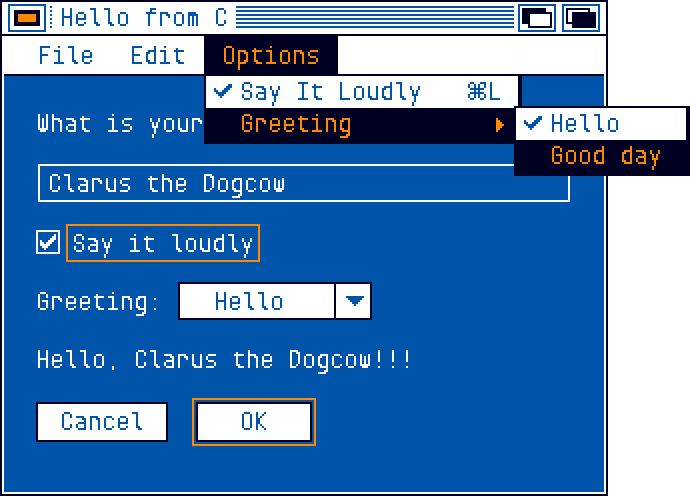 Hello from C
File Edit Options
Say It Loudly ⌘L
Greeting
Hello
Good day
What is your
Clarus the Dogcow
Say it loudly
Greeting: Hello
Hello, Clarus the Dogcow!!!
Cancel OK